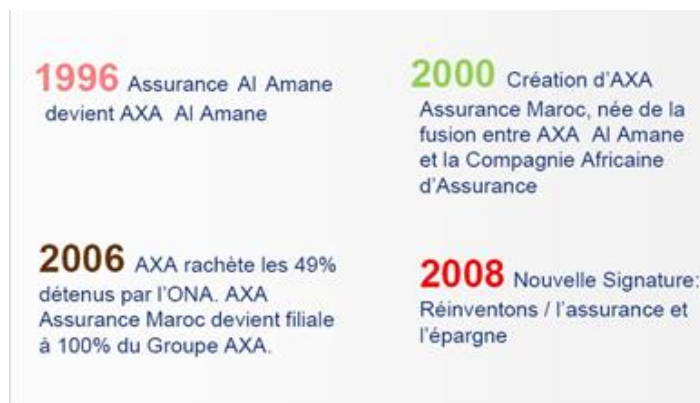 1996 Assurance Al Amane
devient AXA Al Amane
2000 Création d'AXA
Assurance Maroc, née de la
fusion entre AXA Al Amane
et la Compagnie Africaine
d'Assurance
2006 AXA rachète les 49%
détenus par l'ONA. AXA
Assurance Maroc devient filiale
à 100% du Groupe AXA.
2008 Nouvelle Signature:
Réinventons / l'assurance et
l'épargne